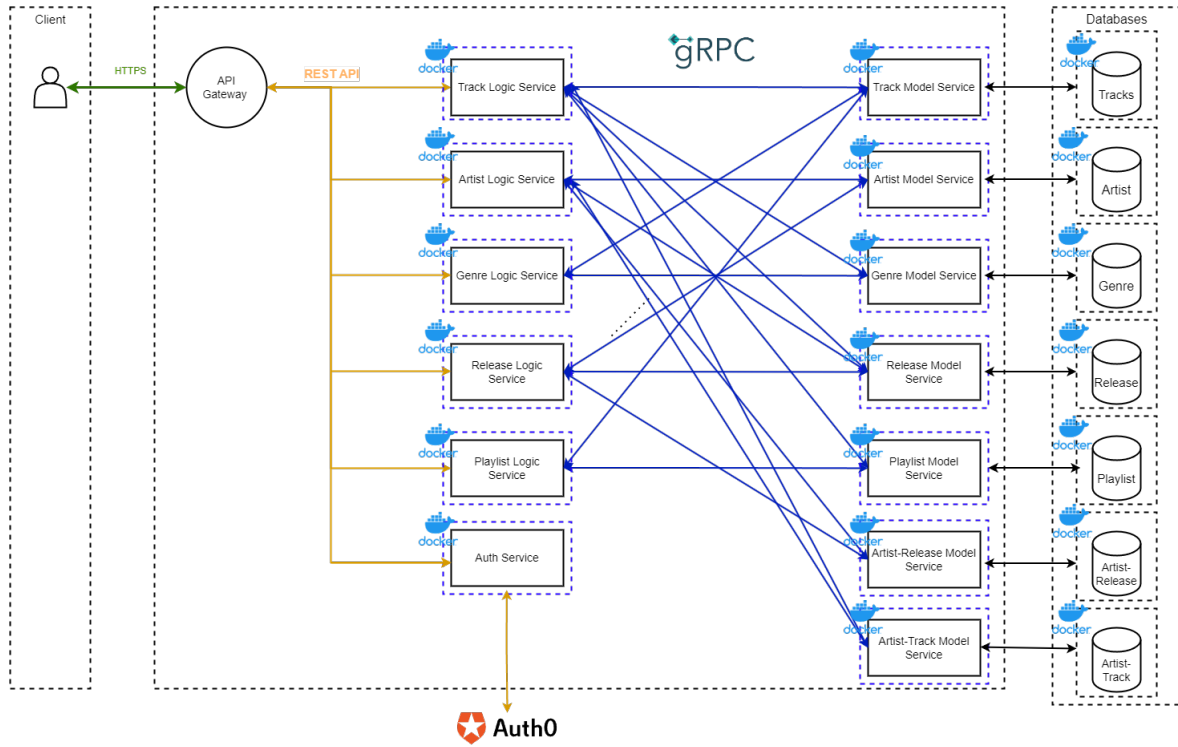 Client
Databases
gRPC
HTTPS
API
Gateway
REST API
docker
Track Logic Service
docker
Track Model Service
docker
Tracks
docker
Artist Logic Service
docker
Artist Model Service
docker
Artist
docker
Genre Logic Service
docker
Genre Model Service
docker
Genre
docker
Release Logic
Service
docker
Release Model
Service
docker
Release
docker
Playlist Logic
Service
docker
Playlist Model
Service
docker
Playlist
docker
Auth Service
docker
Artist-Release Model
Service
docker
Artist-
Release
docker
Artist-Track Model
Service
docker
Artist-
Track
Auth0